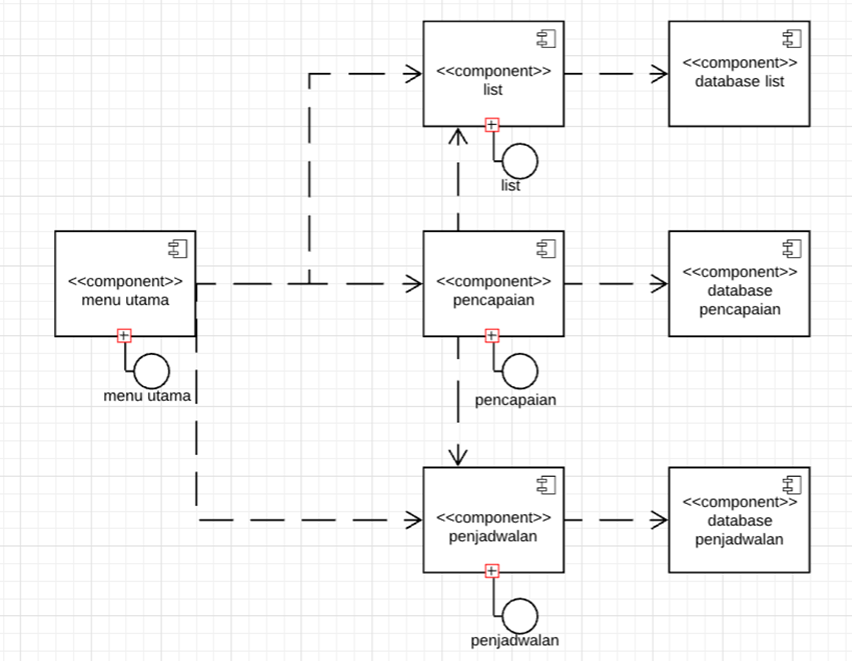 <<component>>
list
<<component>>
database list
list
<<component>>
menu utama
<<component>>
pencapaian
<<component>>
database
pencapaian
menu utama
pencapaian
<<component>>
penjadwalan
<<component>>
database
penjadwalan
penjadwalan